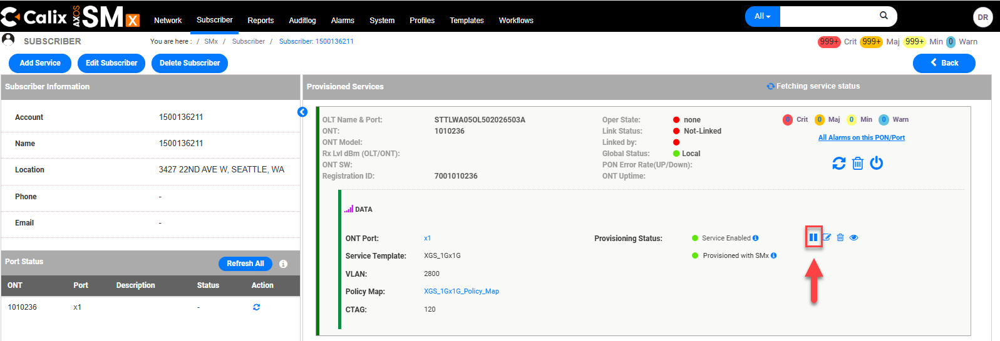 Calix AXOS SMx
Network Subscriber Reports Auditlog Alarms System Profiles Templates Workflows
All
DR
SUBSCRIBER
You are here : / SMx / Subscriber / Subscriber: 1500136211
999+ Crit 999+ Maj 999+ Min 0 Warn
Add Service Edit Subscriber Delete Subscriber
Back
Subscriber Information
Account 1500136211
Name 1500136211
Location 3427 22ND AVE W, SEATTLE, WA
Phone -
Email -
Port Status Refresh All
ONT Port Description Status Action
1010236 x1 -
Provisioned Services Fetching service status
OLT Name & Port: STTLWA05OL502026503A
ONT: 1010236
ONT Model:
Rx Lvl dBm (OLT/ONT):
ONT SW:
Registration ID: 7001010236
Oper State: none
Link Status: Not-Linked
Linked by:
Global Status: Local
PON Error Rate(UP/Down):
ONT Uptime:
0 Crit 0 Maj 0 Min 0 Warn
All Alarms on this PON/Port
DATA
ONT Port: x1
Service Template: XGS_1Gx1G
VLAN: 2800
Policy Map: XGS_1Gx1G_Policy_Map
CTAG: 120
Provisioning Status: Service Enabled
Provisioned with SMx